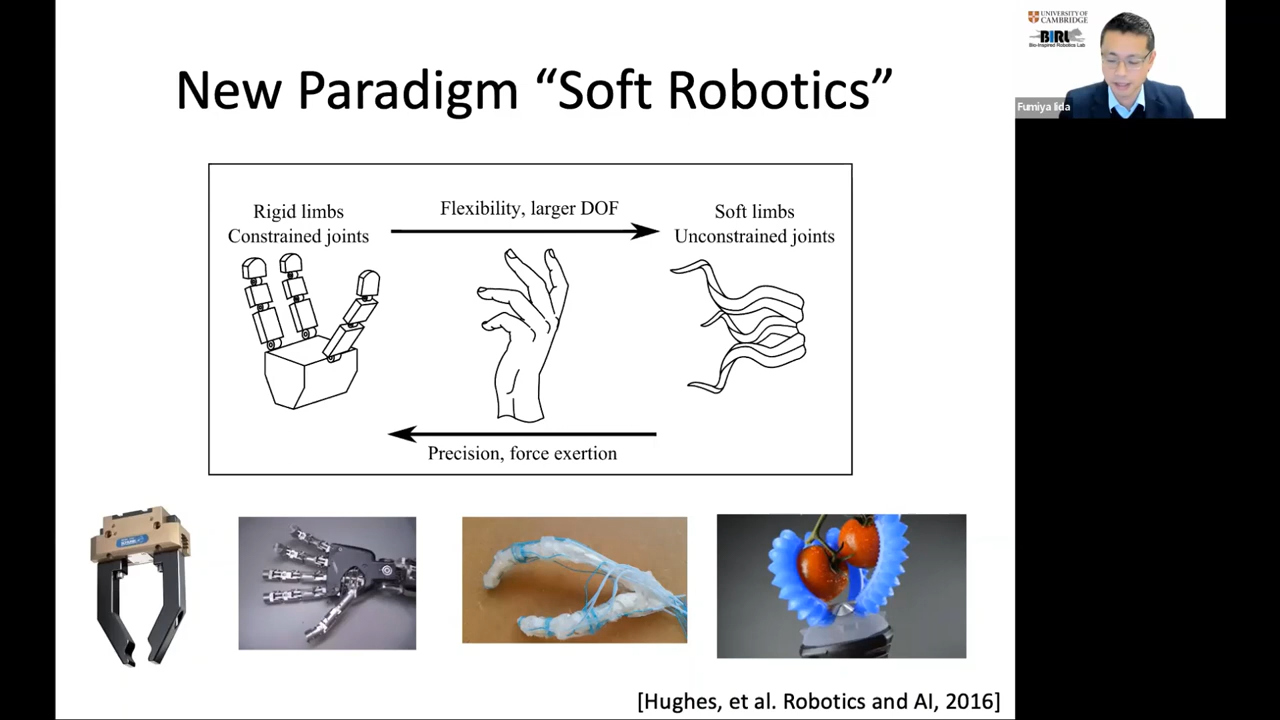 New Paradigm “Soft Robotics”
Rigid limbs
Constrained joints
Flexibility, larger DOF
Soft limbs
Unconstrained joints
Precision, force exertion
[Hughes, et al. Robotics and AI, 2016]
UNIVERSITY OF
CAMBRIDGE
BIRL
Bio-Inspired Robotics Lab
Fumiya Iida